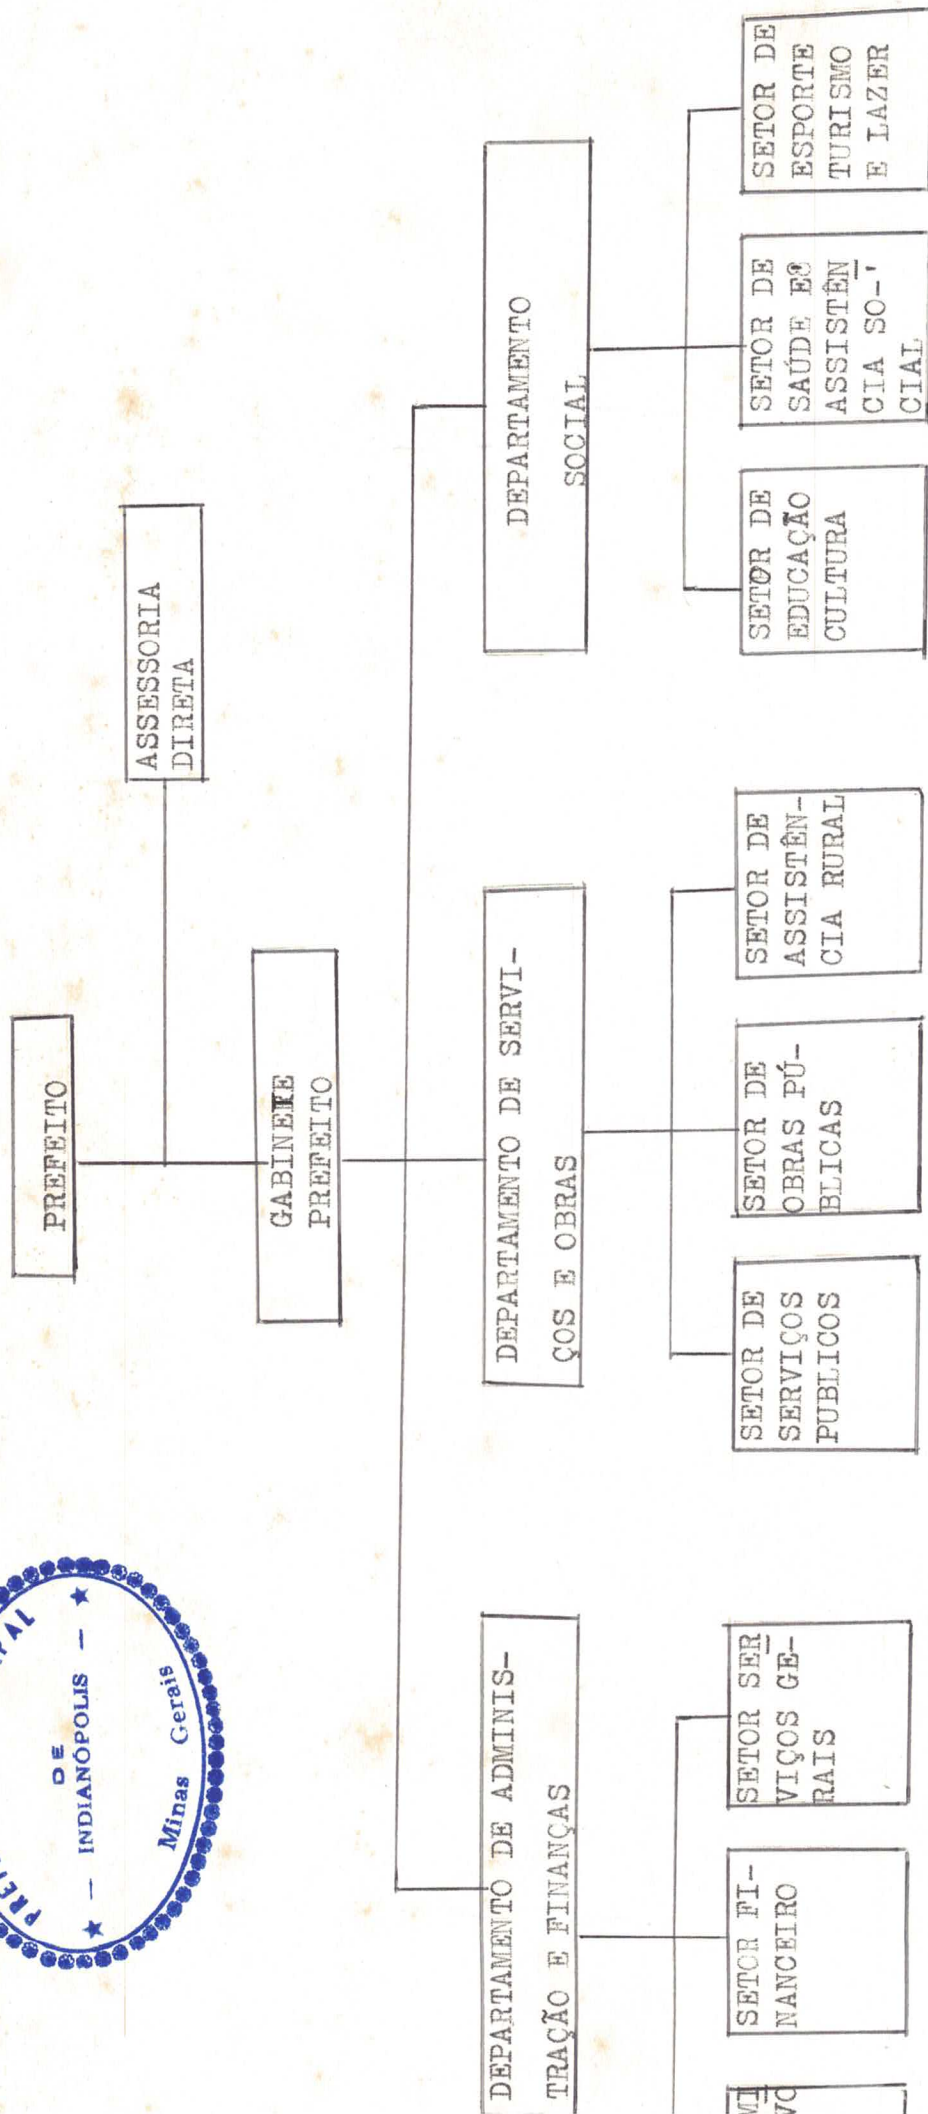 PREFEITO
ASSESSORIA
DIRETA
GABINETE
PREFEITO
DE
— INDIANÓPOLIS —
Minas Gerais
DEPARTAMENTO DE ADMINIS-
TRAÇÃO E FINANÇAS
DEPARTAMENTO DE SERVI-
ÇOS E OBRAS
DEPARTAMENTO
SOCIAL
SETOR FI-
NANCEIRO
SETOR SER
VIÇOS GE-
RAIS
SETOR DE
SERVIÇOS
PUBLICOS
SETOR DE
OBRAS PÚ-
BLICAS
SETOR DE
ASSISTÊN-
CIA RURAL
SETOR DE
EDUCAÇÃO
CULTURA
SETOR DE
SAÚDE E
ASSISTÊN
CIA SO-'
CIAL
SETOR DE
ESPORTE
TURISMO
E LAZER